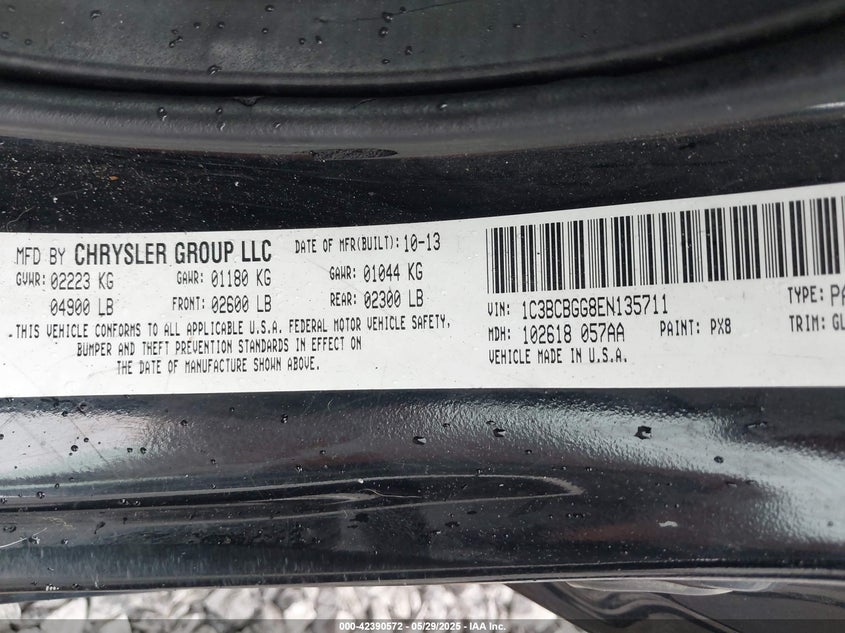 MFD BY CHRYSLER GROUP LLC DATE OF MFR(BUILT): 10-13
GVWR: 02223 KG GAWR: 01180 KG GAWR: 01044 KG
04900 LB FRONT: 02600 LB REAR: 02300 LB
THIS VEHICLE CONFORMS TO ALL APPLICABLE U.S.A. FEDERAL MOTOR VEHICLE SAFETY,
BUMPER AND THEFT PREVENTION STANDARDS IN EFFECT ON
THE DATE OF MANUFACTURE SHOWN ABOVE.
VIN: 1C3BCBGG8EN135711 TYPE: PA
MDH: 102618 057AA PAINT: PX8 TRIM: GL
VEHICLE MADE IN U.S.A.
000-42390572 - 05/29/2025 - IAA Inc.